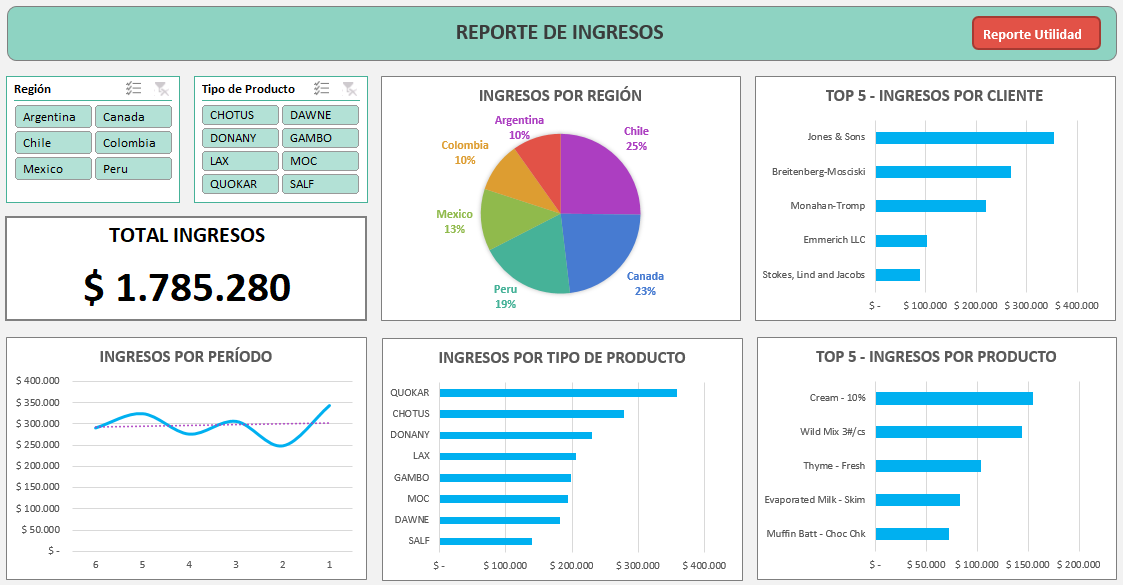 REPORTE DE INGRESOS
Reporte Utilidad
Región
Argentina
Canada
Chile
Colombia
Mexico
Peru
Tipo de Producto
CHOTUS
DAWNE
DONANY
GAMBO
LAX
MOC
QUOKAR
SALF
TOTAL INGRESOS
$ 1.785.280
INGRESOS POR REGIÓN
Argentina
10%
Chile
25%
Colombia
10%
Mexico
13%
Canada
23%
Peru
19%
TOP 5 - INGRESOS POR CLIENTE
Jones & Sons
Breitenberg-Mosciski
Monahan-Tromp
Emmerich LLC
Stokes, Lind and Jacobs
$ -
$ 100.000
$ 200.000
$ 300.000
$ 400.000
INGRESOS POR PERÍODO
$ 400.000
$ 350.000
$ 300.000
$ 250.000
$ 200.000
$ 150.000
$ 100.000
$ 50.000
$ -
6
5
4
3
2
1
INGRESOS POR TIPO DE PRODUCTO
QUOKAR
CHOTUS
DONANY
LAX
GAMBO
MOC
DAWNE
SALF
$ -
$ 100.000
$ 200.000
$ 300.000
$ 400.000
TOP 5 - INGRESOS POR PRODUCTO
Cream - 10%
Wild Mix 3#/cs
Thyme - Fresh
Evaporated Milk - Skim
Muffin Batt - Choc Chk
$ -
$ 50.000
$ 100.000
$ 150.000
$ 200.000